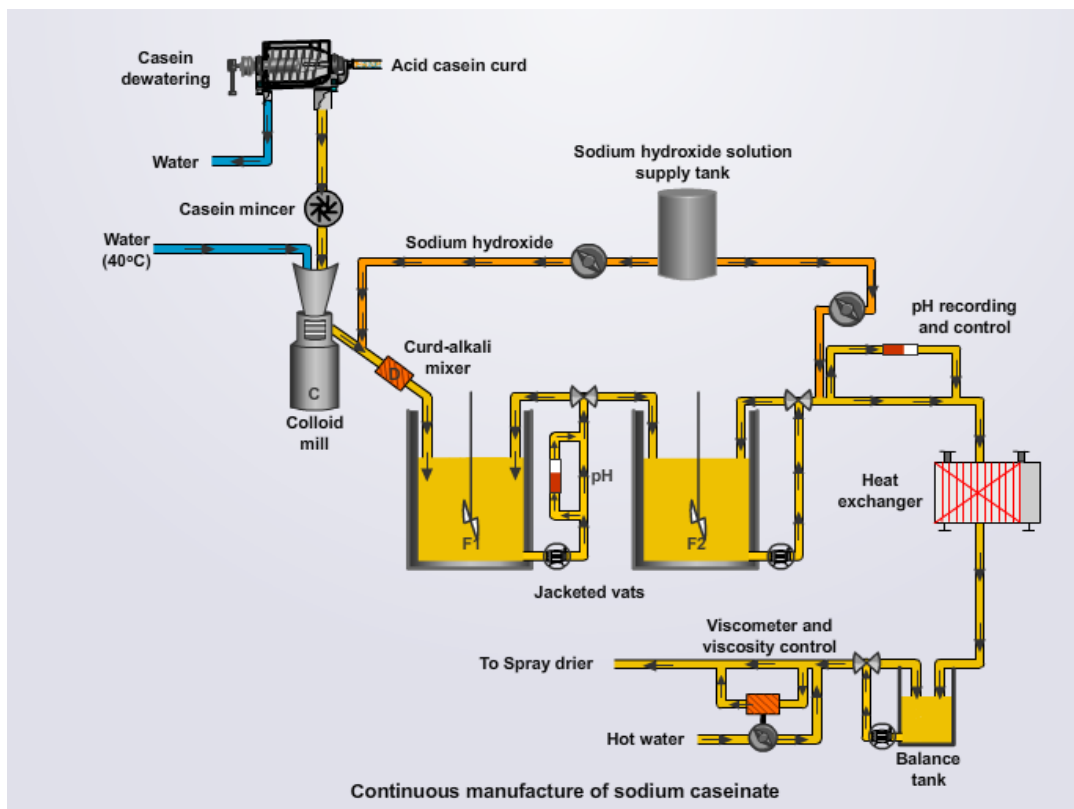 Casein
dewatering
Acid casein curd
Water
Sodium hydroxide solution
supply tank
Casein mincer
Water
(40°C)
Sodium hydroxide
pH recording
and control
Curd-alkali
mixer
D
C
Colloid
mill
pH
Heat
exchanger
F1
F2
Jacketed vats
Viscometer and
viscosity control
To Spray drier
Hot water
Balance
tank
Continuous manufacture of sodium caseinate